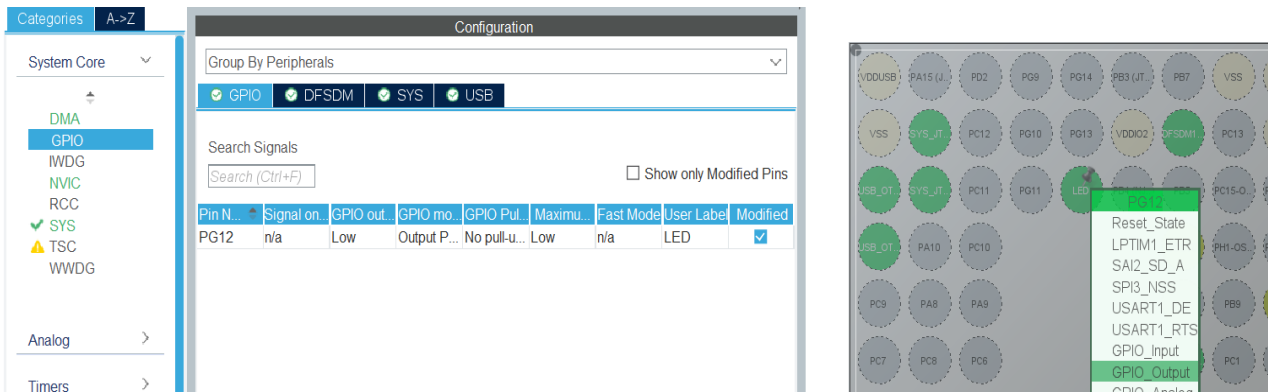 Categories A->Z
System Core
DMA
GPIO
IWDG
NVIC
RCC
SYS
TSC
WWDG
Analog
Timers
Configuration
Group By Peripherals
GPIO DFSDM SYS USB
Search Signals
Search (Ctrl+F) Show only Modified Pins
Pin N... Signal on... GPIO out... GPIO mo... GPIO Pul... Maximu... Fast Mode User Label Modified
PG12 n/a Low Output P... No pull-u... Low n/a LED
VDDUSB PA15 (J.. PD2 PG9 PG14 PB3 (JT.. PB7 VSS
VSS SYS_JT.. PC12 PG10 PG13 VDDIO2 DFSDM1 PC13
USB_OT.. SYS_JT.. PC11 PG11 LED PC15-O..
USB_OT.. PA10 PC10 PH1-OS..
PC9 PA8 PA9 PB9
PC7 PC8 PC6 PC1
PG12
Reset_State
LPTIM1_ETR
SAI2_SD_A
SPI3_NSS
USART1_DE
USART1_RTS
GPIO_Input
GPIO_Output
GPIO_Analog